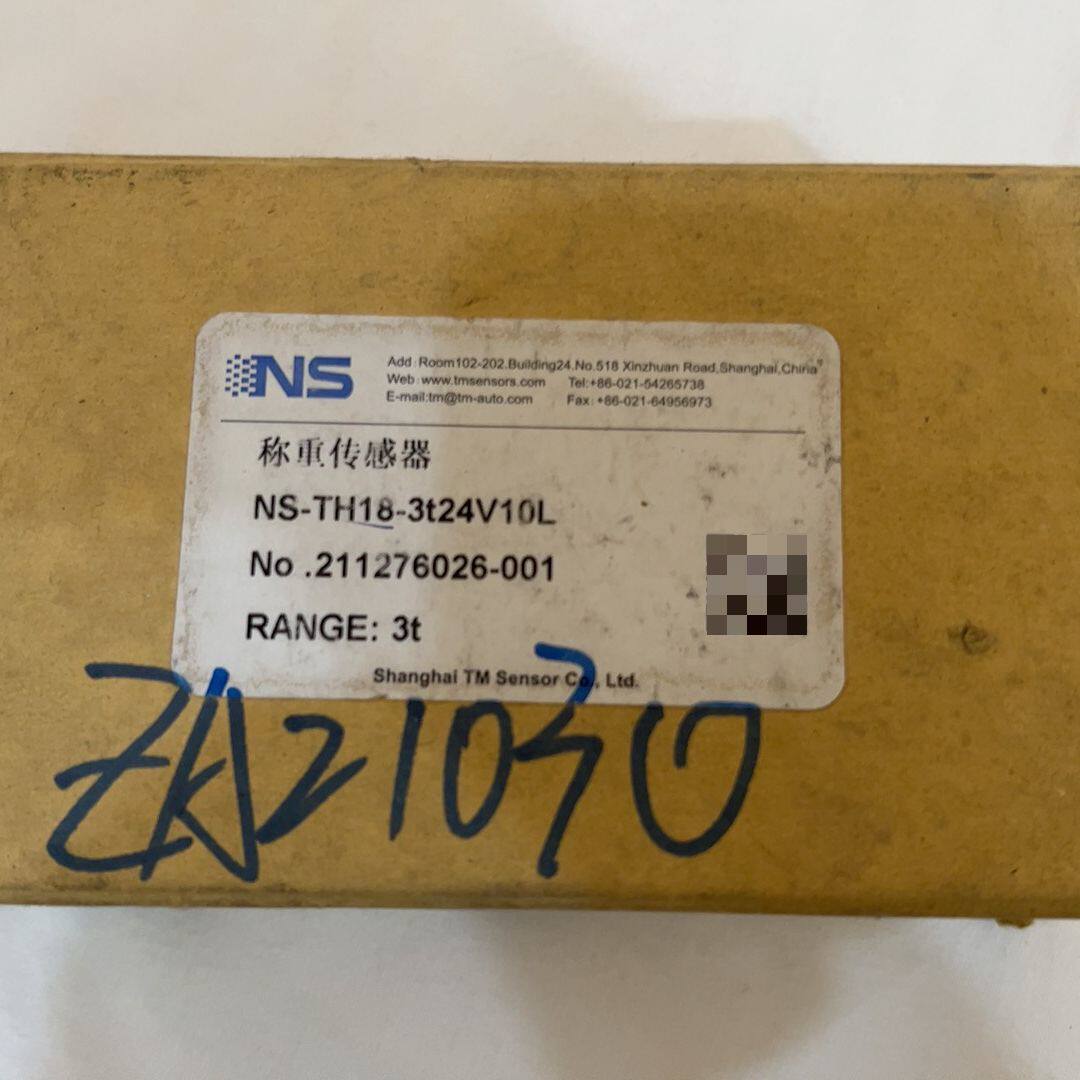 NS
Add:Room102-202.Building24.No.518 Xinzhuan Road,Shanghai,China
Web:www.tmsensors.com Tel:+86-021-54265738
E-mail:tm@tm-auto.com Fax:+86-021-64956973
称重传感器
NS-TH18-3t24V10L
No .211276026-001
RANGE: 3t
Shanghai TM Sensor Co., Ltd.
ZA21030